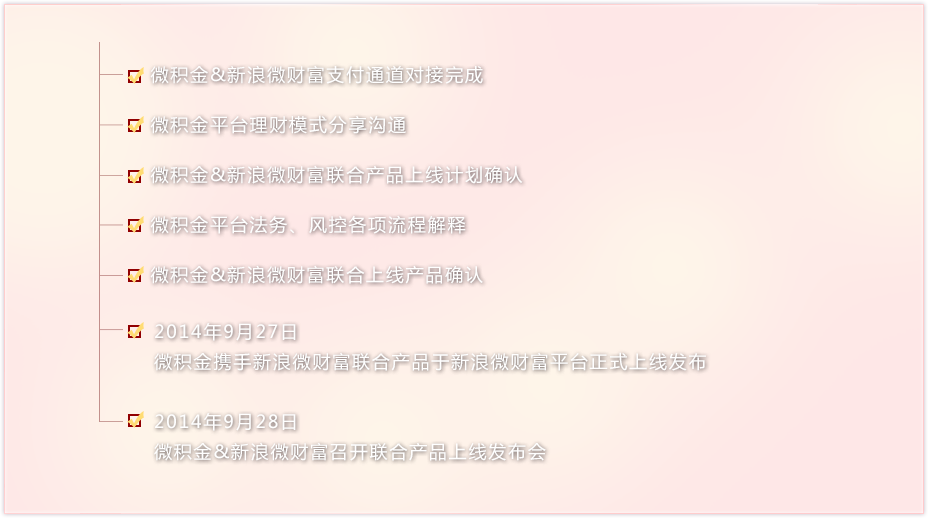 微积金&新浪微财富支付通道对接完成
微积金平台理财模式分享沟通
微积金&新浪微财富联合产品上线计划确认
微积金平台法务、风控各项流程解释
微积金&新浪微财富联合上线产品确认
2014年9月27日
微积金携手新浪微财富联合产品于新浪微财富平台正式上线发布
2014年9月28日
微积金&新浪微财富召开联合产品上线发布会